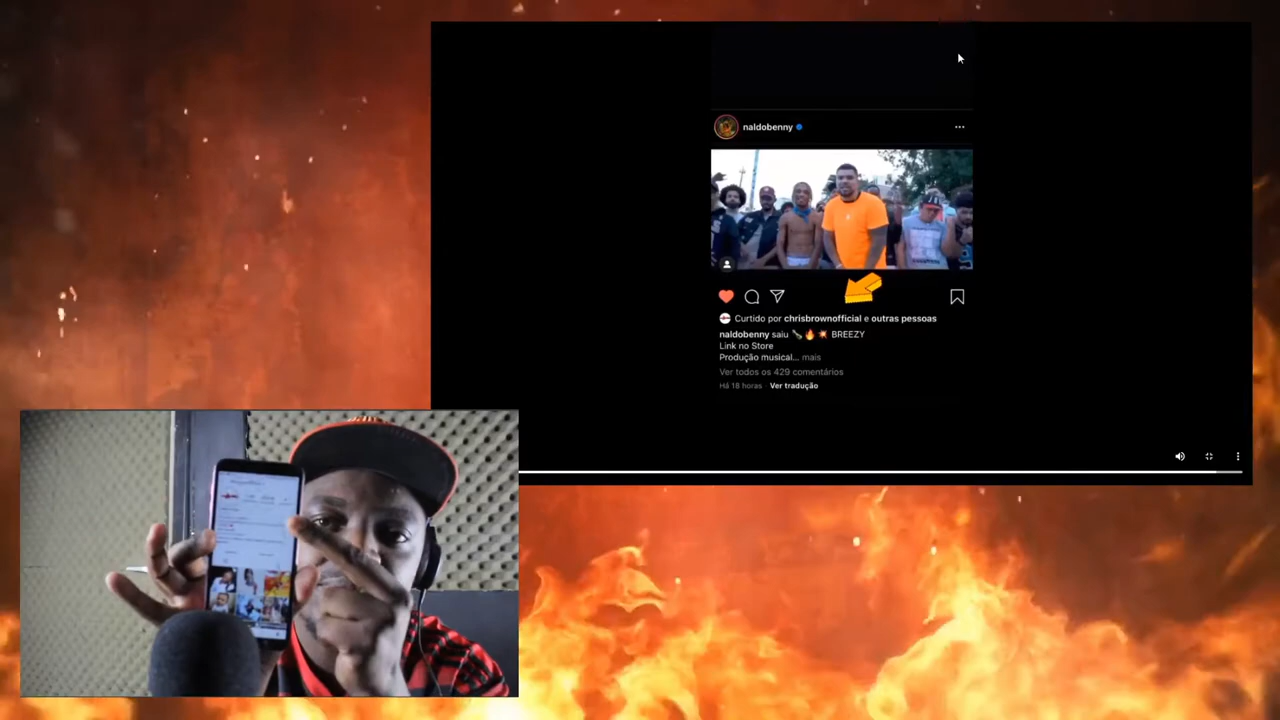 naldobenny
Curtido por chrisbrownofficial e outras pessoas
naldobenny saiu 🍾🔥💥 BREEZY
Link no Store
Produção musical... mais
Ver todos os 429 comentários
Há 18 horas · Ver tradução